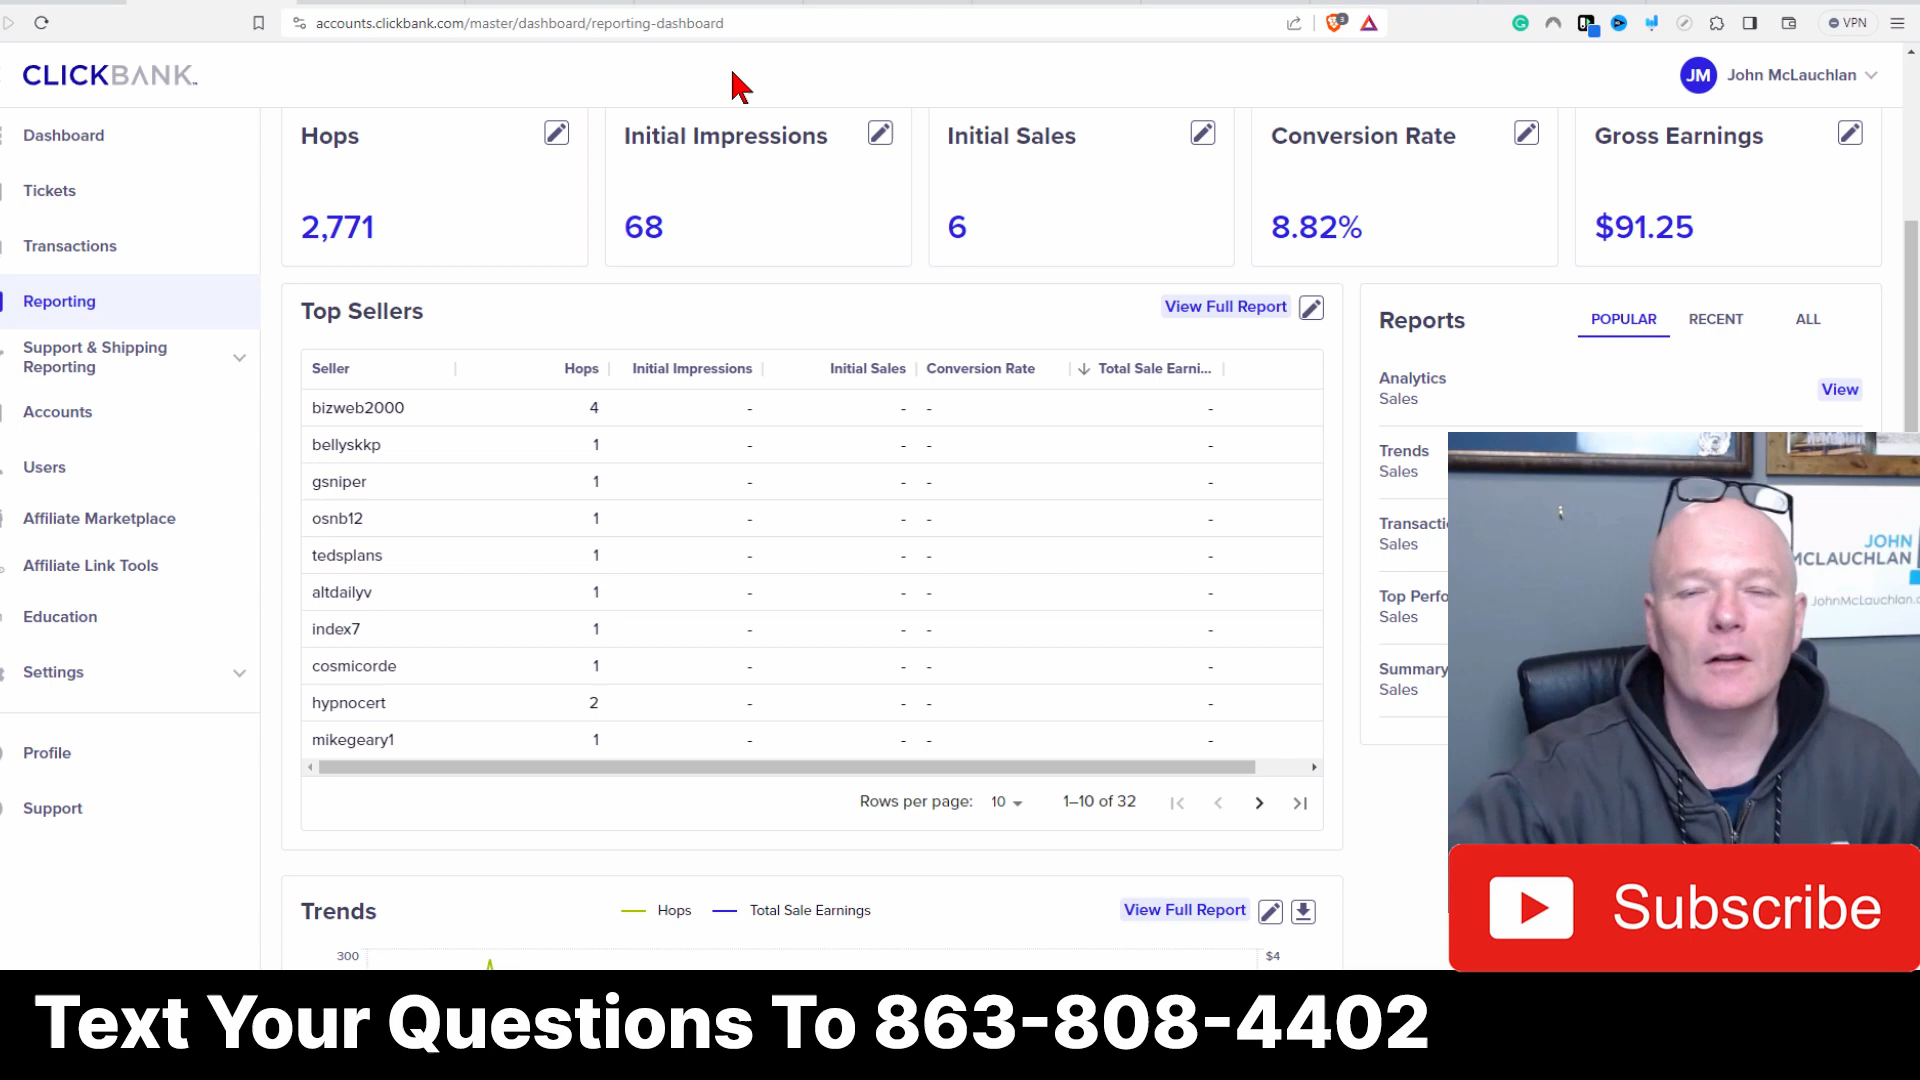 accounts.clickbank.com/master/dashboard/reporting-dashboard
3
VPN
CLICKBANK
JM
John McLauchlan
Dashboard
Tickets
Transactions
Reporting
Support & Shipping
Reporting
Accounts
Users
Affiliate Marketplace
Affiliate Link Tools
Education
Settings
Profile
Support
Hops
2,771
Initial Impressions
68
Initial Sales
6
Conversion Rate
8.82%
Gross Earnings
$91.25
Top Sellers
View Full Report
Seller Hops Initial Impressions Initial Sales Conversion Rate Total Sale Earni...
bizweb2000 4 - - - -
bellyskkp 1 - - - -
gsniper 1 - - - -
osnb12 1 - - - -
tedsplans 1 - - - -
altdailyv 1 - - - -
index7 1 - - - -
cosmicorde 1 - - - -
hypnocert 2 - - - -
mikegeary1 1 - - - -
Rows per page: 10 1–10 of 32
Reports
POPULAR RECENT ALL
Analytics
Sales
View
Trends
Sales
Transacti
Sales
Top Perfo
Sales
Summary
Sales
JOHN
MCLAUCHLAN
JohnMcLauchlan.c
Trends
Hops
Total Sale Earnings
View Full Report
300
$4
Subscribe
Text Your Questions To 863-808-4402